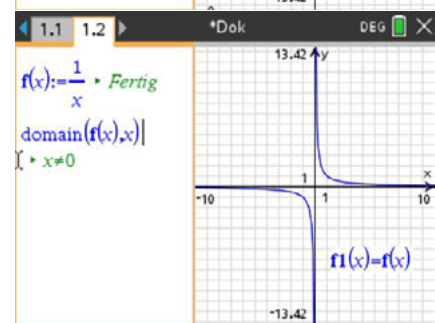 1.1 1.2 *Dok DEG
f(x):=1/x ▸ Fertig
domain(f(x),x)
▸ x≠0
13.42 y
1 x
-10 1 10
f1(x)=f(x)
-13.42